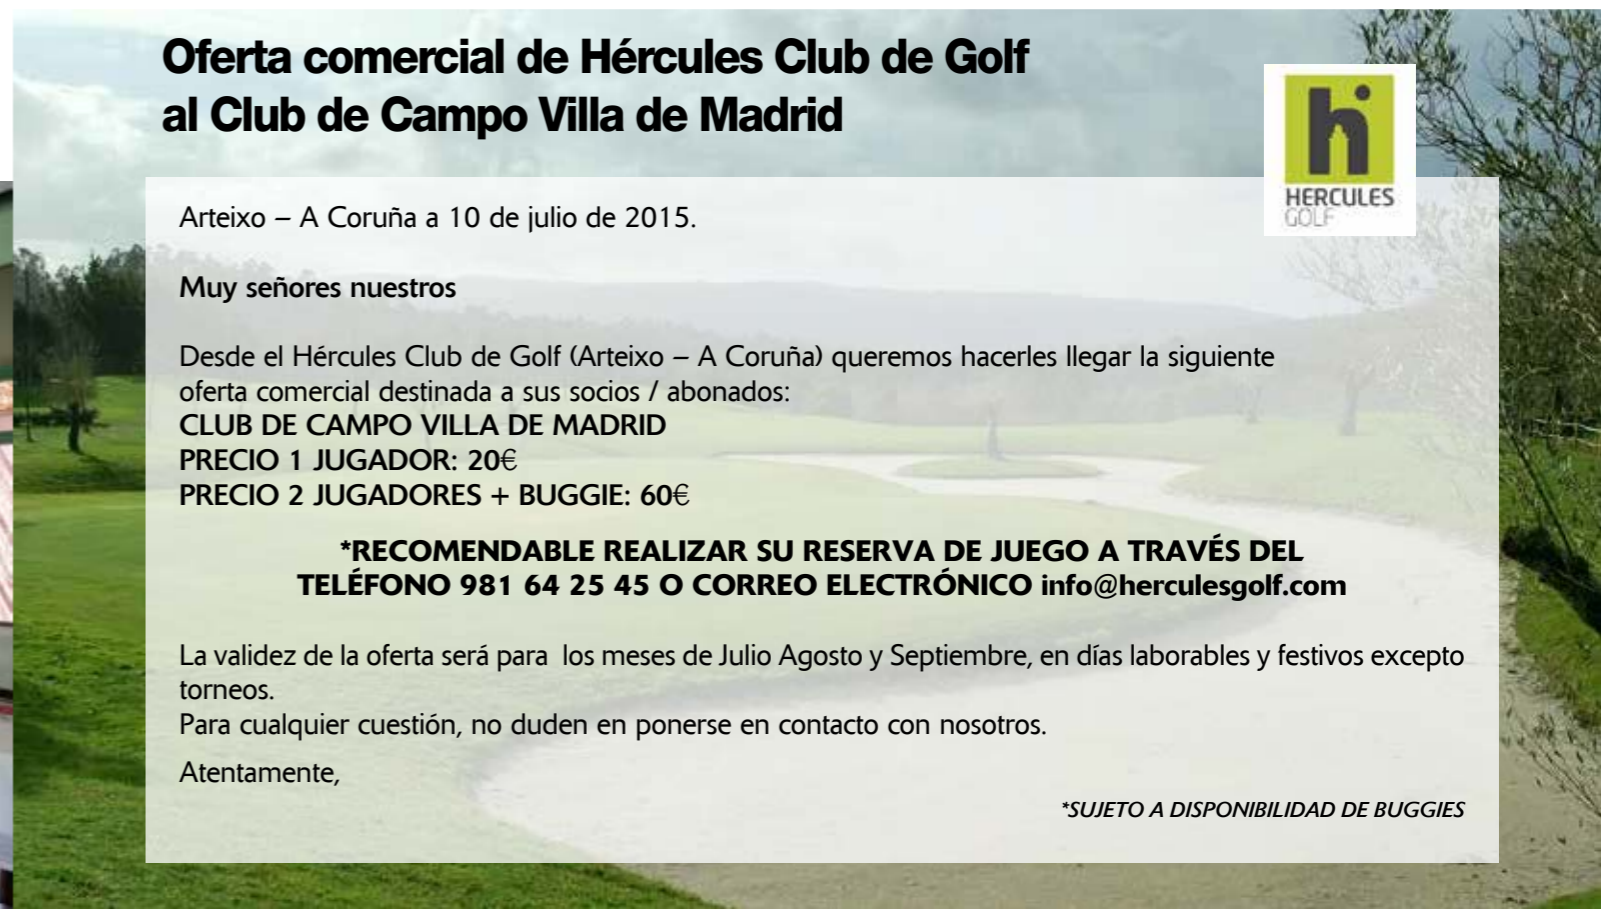 Oferta comercial de Hércules Club de Golf
al Club de Campo Villa de Madrid
HERCULES
GOLF
Arteixo – A Coruña a 10 de julio de 2015.
Muy señores nuestros
Desde el Hércules Club de Golf (Arteixo – A Coruña) queremos hacerles llegar la siguiente
oferta comercial destinada a sus socios / abonados:
CLUB DE CAMPO VILLA DE MADRID
PRECIO 1 JUGADOR: 20€
PRECIO 2 JUGADORES + BUGGIE: 60€
*RECOMENDABLE REALIZAR SU RESERVA DE JUEGO A TRAVÉS DEL
TELÉFONO 981 64 25 45 O CORREO ELECTRÓNICO info@herculesgolf.com
La validez de la oferta será para  los meses de Julio Agosto y Septiembre, en días laborables y festivos excepto
torneos.
Para cualquier cuestión, no duden en ponerse en contacto con nosotros.
Atentamente,
*SUJETO A DISPONIBILIDAD DE BUGGIES